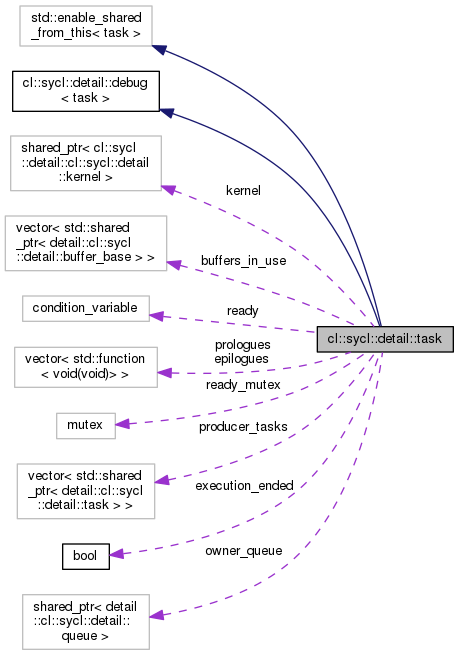 std::enable_shared
_from_this< task >
cl::sycl::detail::debug
< task >
shared_ptr< cl::sycl
::detail::cl::sycl::detail
::kernel >
kernel
vector< std::shared
_ptr< detail::cl::sycl
::detail::buffer_base > >
buffers_in_use
condition_variable
ready
cl::sycl::detail::task
vector< std::function
< void(void)> >
prologues
epilogues
ready_mutex
mutex
producer_tasks
vector< std::shared
_ptr< detail::cl::sycl
::detail::task > >
execution_ended
bool
owner_queue
shared_ptr< detail
::cl::sycl::detail::
queue >